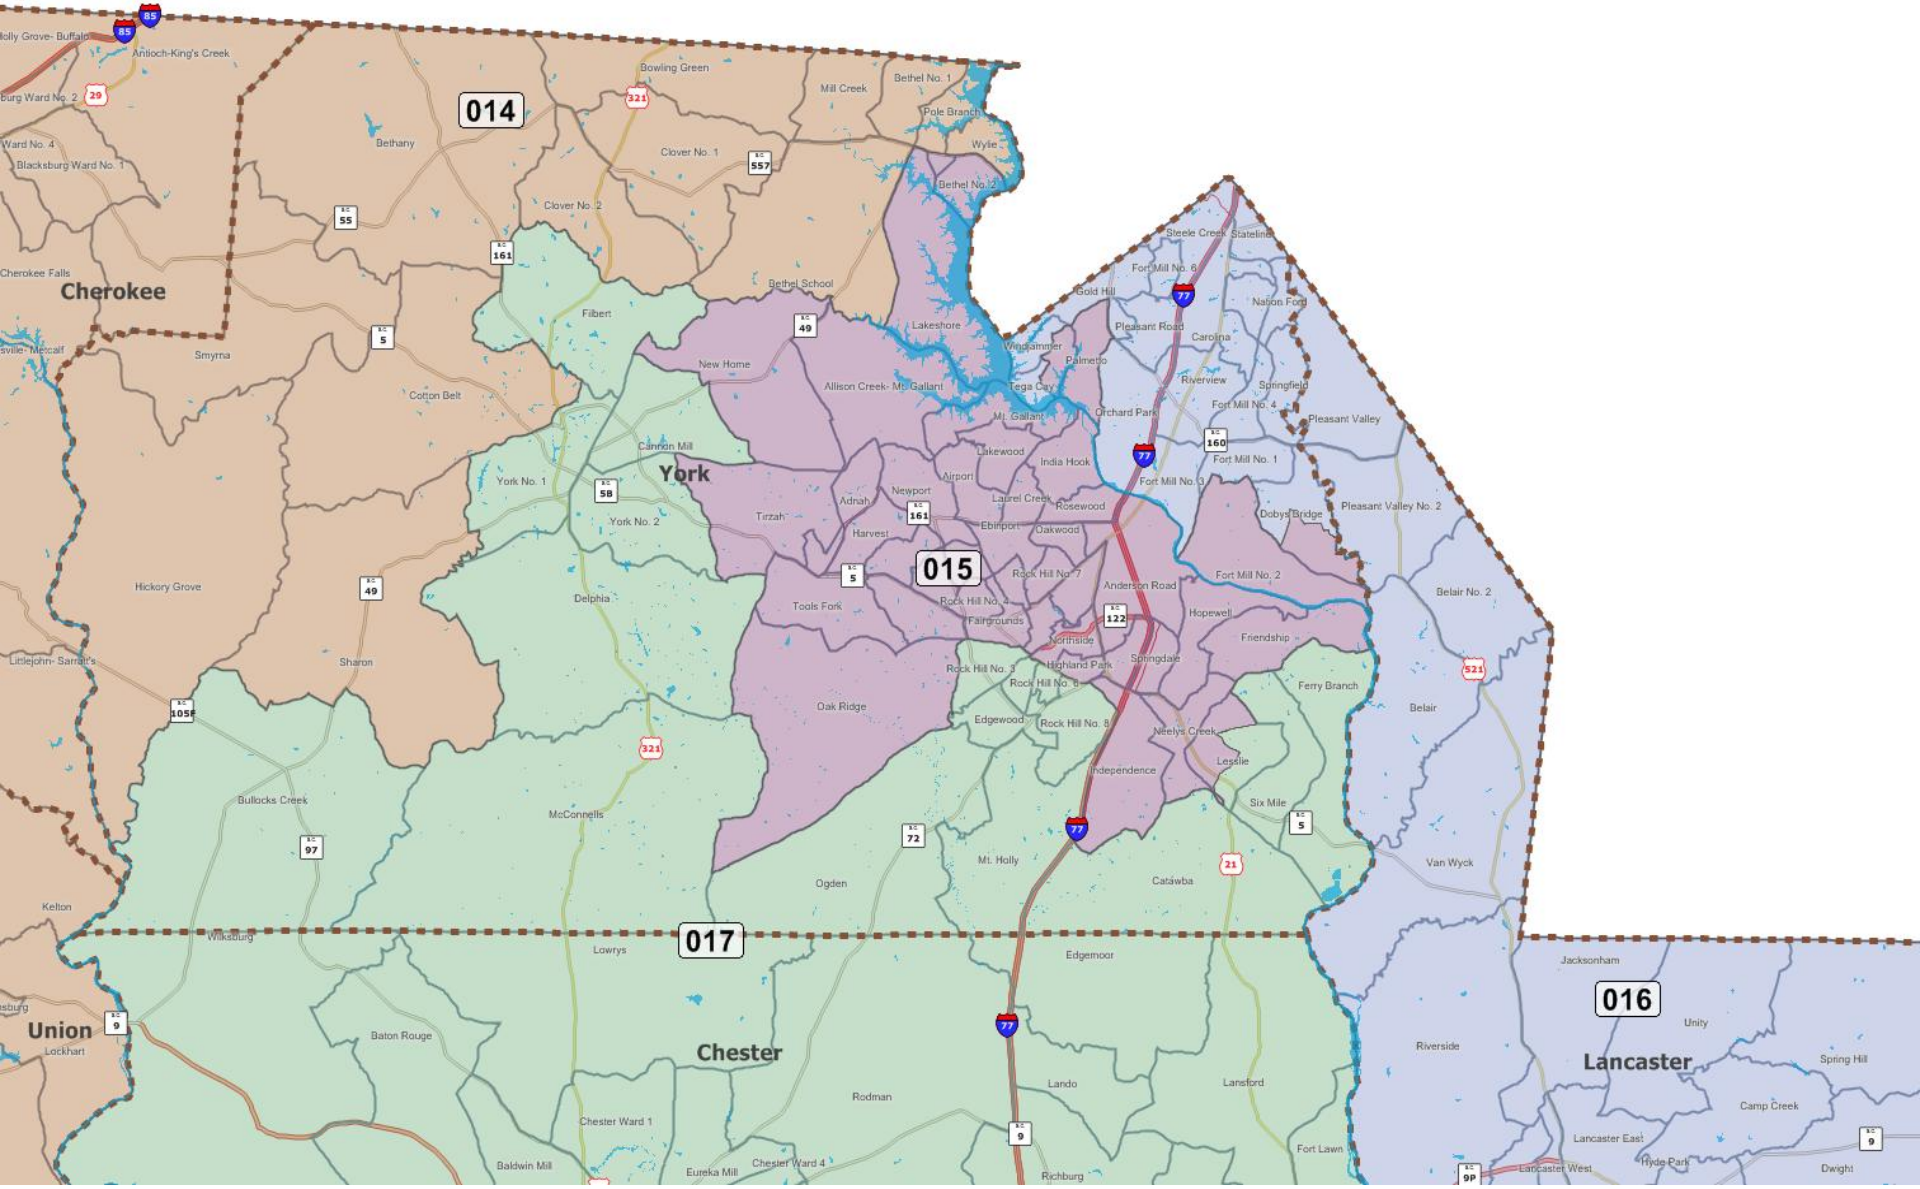 85
85
Holly Grove- Buffalo
Antioch-King's Creek
Bowling Green
Bethel No. 1
Mill Creek
29
321
burg Ward No. 2
014
Pole Branch
Bethany
Wylie
Ward No. 4
Clover No. 1
S.C. 557
Blacksburg Ward No. 1
Bethel No. 2
Clover No. 2
S.C. 55
Steele Creek
Stateline
S.C. 161
Cherokee Falls
Fort Mill No. 6
Bethel School
Cherokee
Gold Hill
77
Nation Ford
Filbert
Lakeshore
S.C. 49
Pleasant Road
S.C. 5
Carolina
sville- Metcalf
Windjammer
Smyrna
Palmetto
New Home
Riverview
Springfield
Allison Creek- Mt. Gallant
Tega Cay
Cotton Belt
Fort Mill No. 4
Mt. Gallant
Orchard Park
Pleasant Valley
Cannon Mill
S.C. 160
Lakewood
77
India Hook
Fort Mill No. 1
York
Airport
York No. 1
Fort Mill No. 3
S.C. 5B
Newport
Adnah
Laurel Creek
Rosewood
Pleasant Valley No. 2
S.C. 161
Tirzah
York No. 2
Dobys Bridge
Ebinport
Oakwood
Harvest
015
S.C. 5
Rock Hill No. 7
Fort Mill No. 2
Hickory Grove
S.C. 49
Anderson Road
Belair No. 2
Delphia
Rock Hill No. 4
Tools Fork
S.C. 122
Hopewell
Fairgrounds
Northside
Friendship
Littlejohn- Sarratt's
Sharon
Springdale
Highland Park
Rock Hill No. 3
521
Rock Hill No. 6
Ferry Branch
Oak Ridge
Belair
S.C. 105F
Edgewood
Rock Hill No. 8
Neelys Creek
321
Lesslie
Independence
Bullocks Creek
Six Mile
McConnells
S.C. 5
77
S.C. 72
S.C. 97
Mt. Holly
Van Wyck
21
Ogden
Catawba
Kelton
Wilksburg
017
Lowrys
Edgemoor
Jacksonham
016
nsburg
S.C. 9
Union
77
Unity
Baton Rouge
Riverside
Lockhart
Chester
Lancaster
Spring Hill
Lando
Lansford
Rodman
Camp Creek
Chester Ward 1
S.C. 9
Lancaster East
S.C. 9
Fort Lawn
Baldwin Mill
Chester Ward 4
Hyde Park
Eureka Mill
Lancaster West
Dwight
Richburg
S.C. 9P